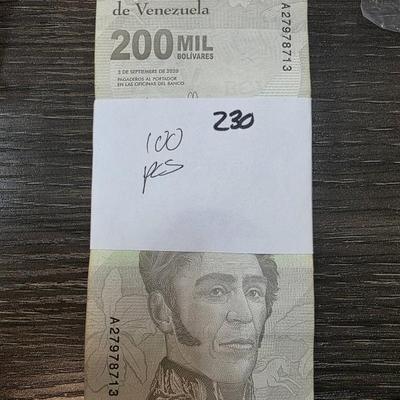 de Venezuela
200 MIL
BOLÍVARES
3 DE SEPTIEMBRE DE 2020
PAGADEROS AL PORTADOR
EN LAS OFICINAS DEL BANCO
A27978713
230
100
pcs
A27978713